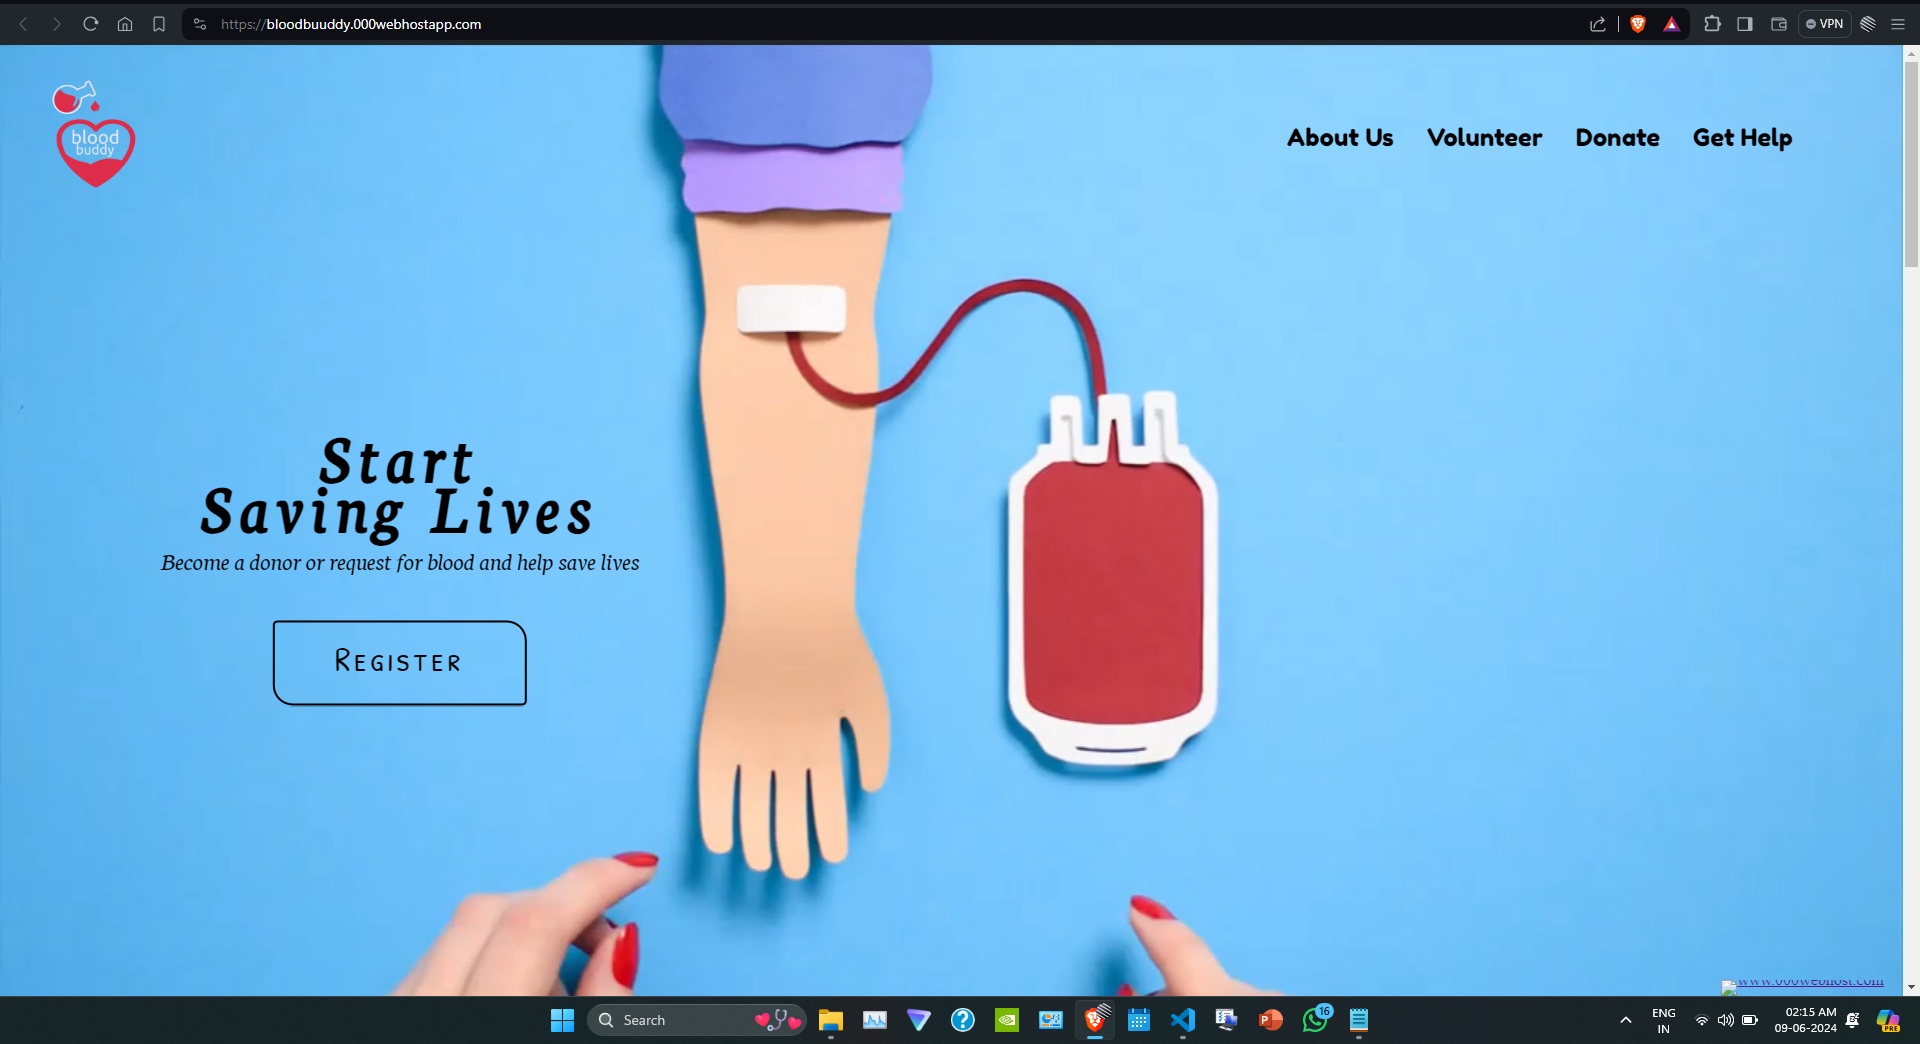 https://bloodbuuddy.000webhostapp.com
VPN
blood
buddy
About Us Volunteer Donate Get Help
Start
Saving Lives
Become a donor or request for blood and help save lives
Register
www.000webhost.com
Search
16
PRE
ENG
IN
02:15 AM
09-06-2024